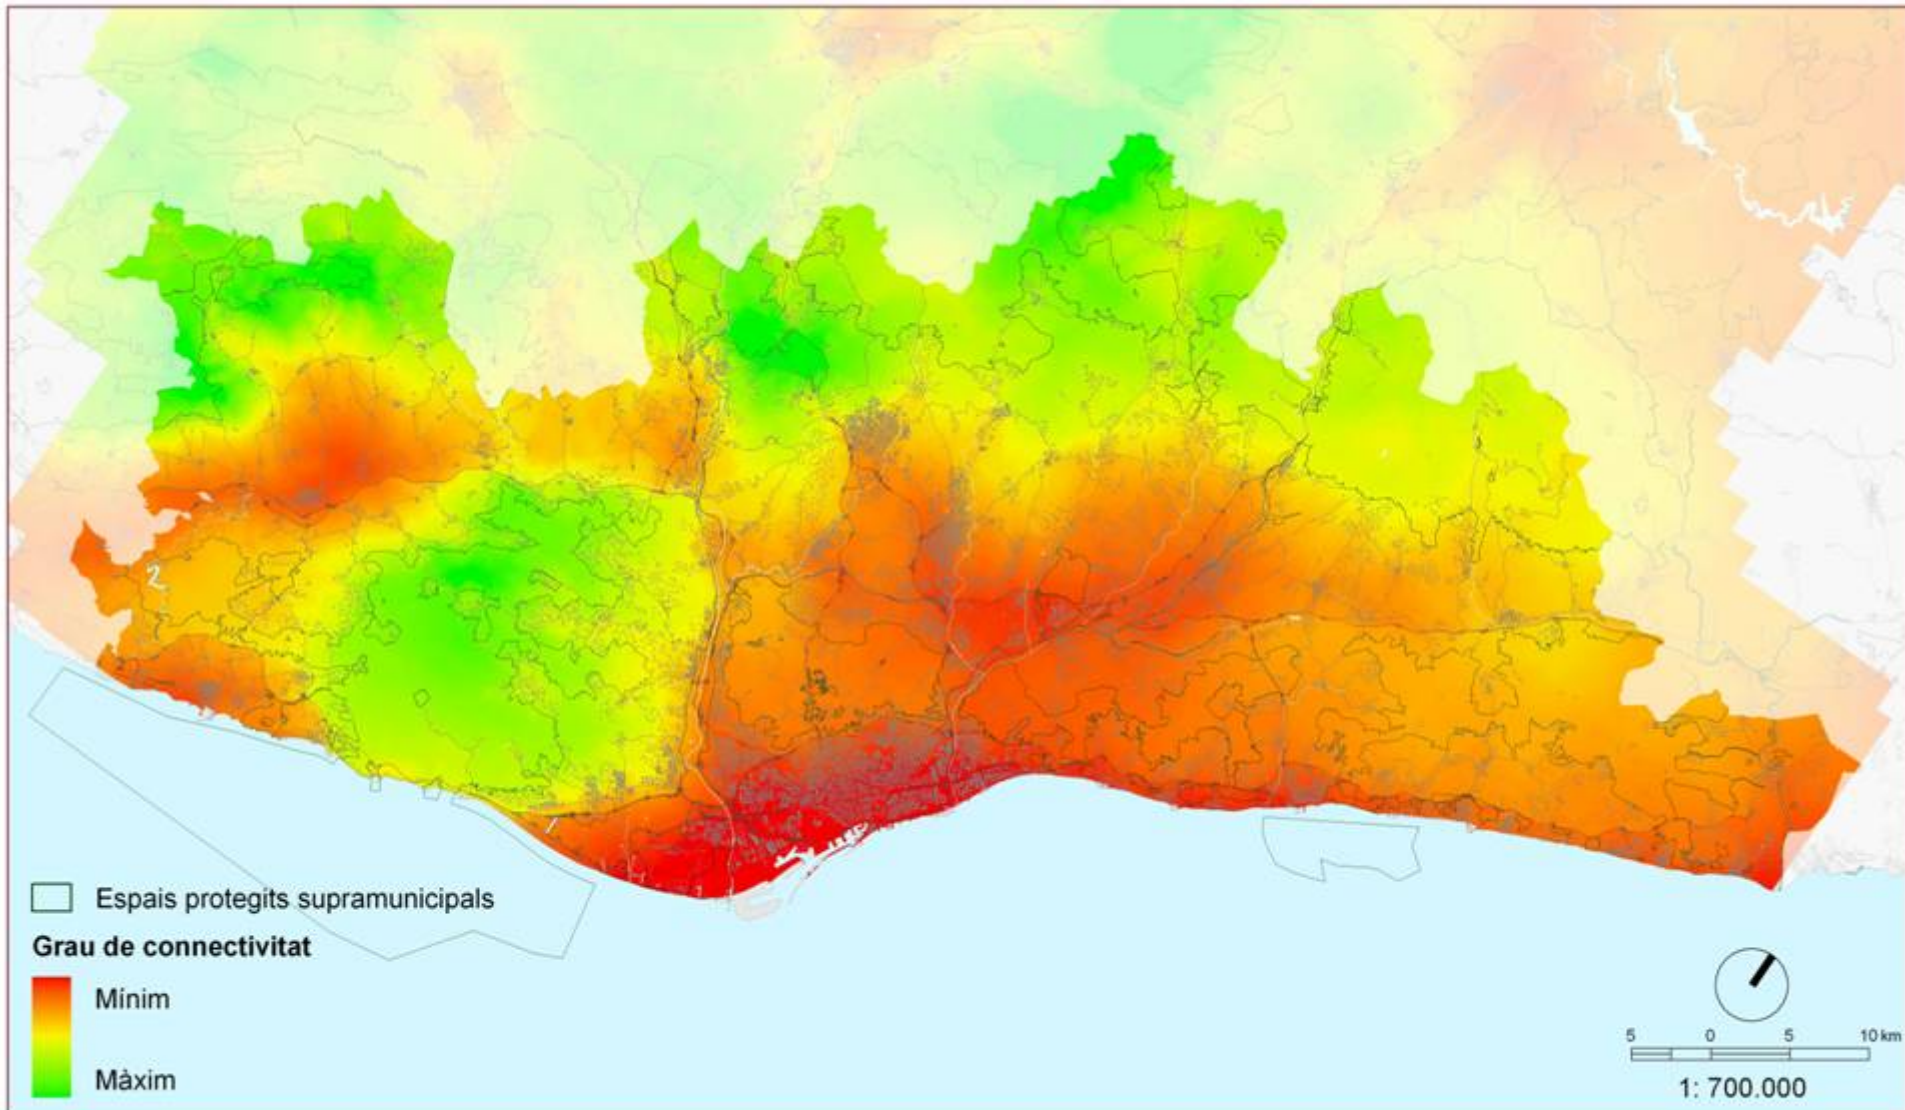 Espais protegits supramunicipals
Grau de connectivitat
Mínim
Màxim
5 0 5 10 km
1: 700.000